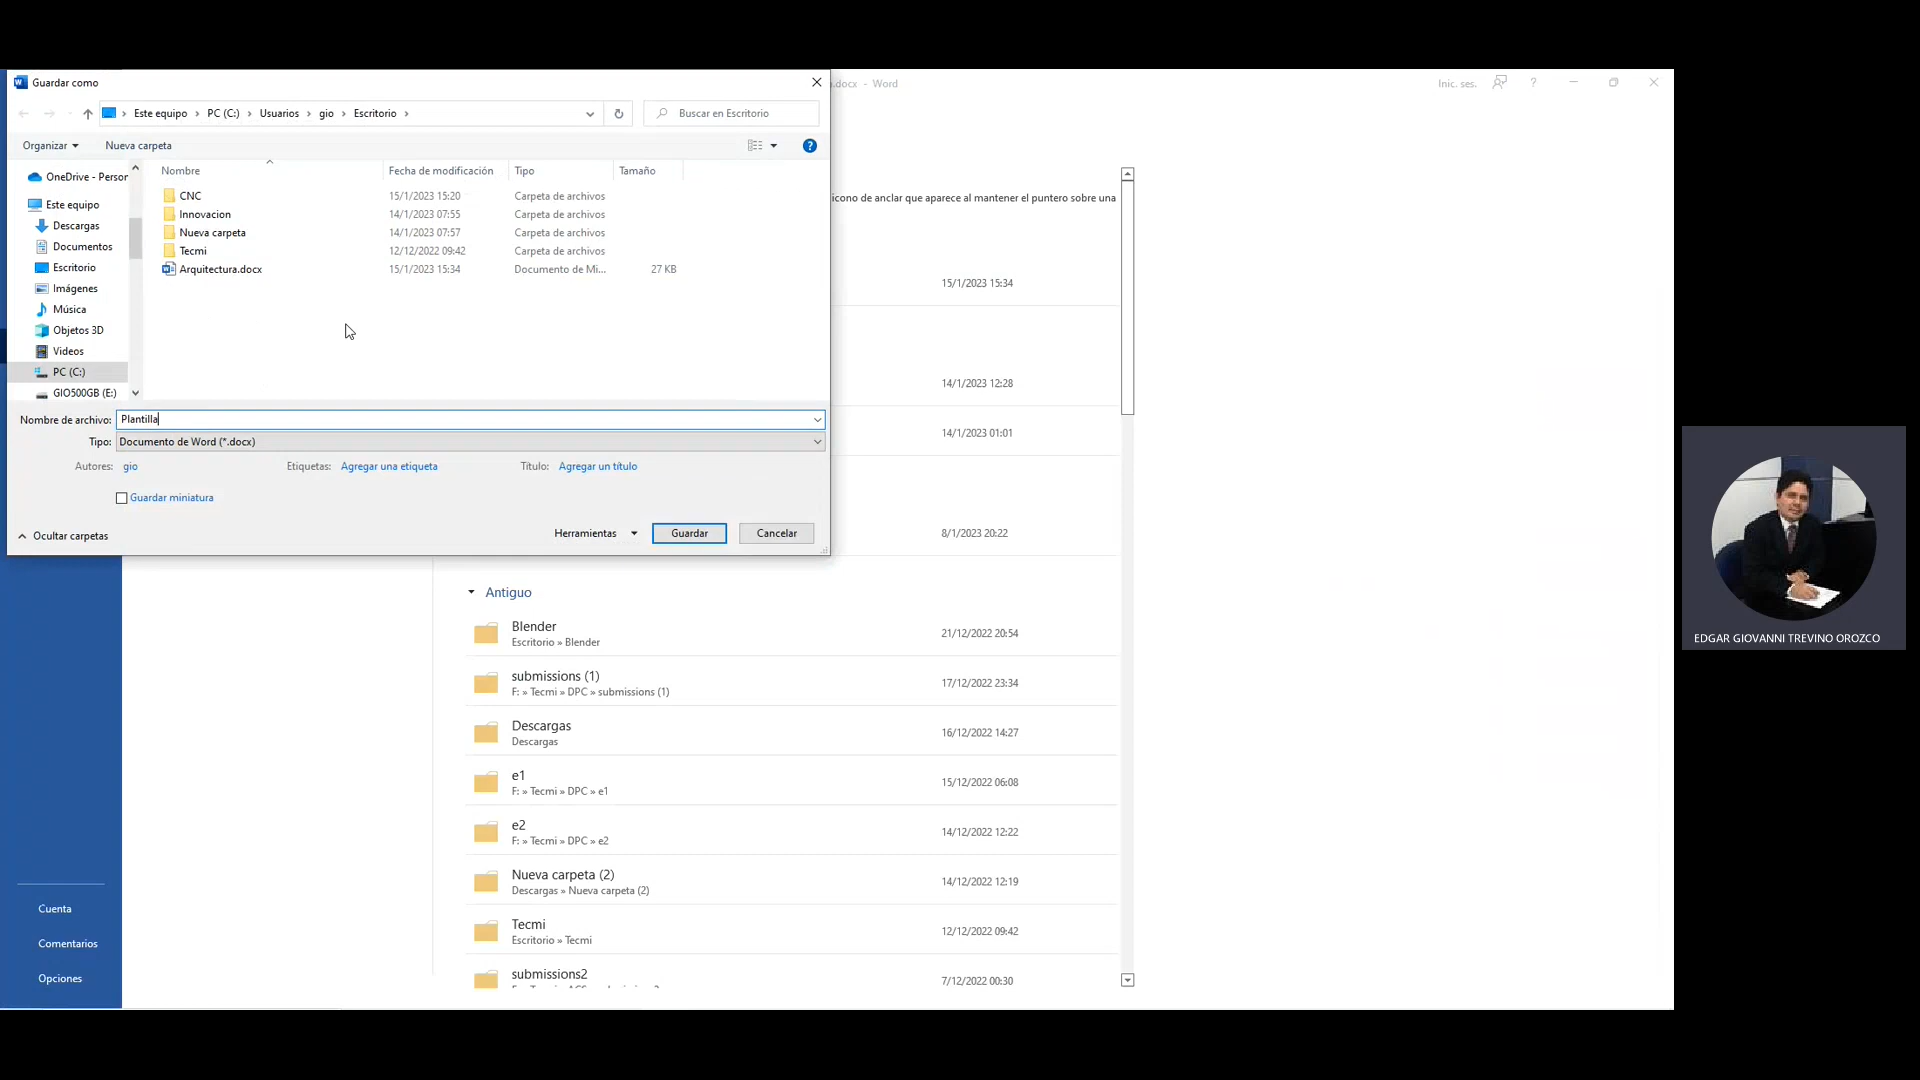 Guardar como
.docx - Word
Inic. ses.
Este equipo > PC (C:) > Usuarios > gio > Escritorio >
Buscar en Escritorio
Organizar
Nueva carpeta
OneDrive - Person
Este equipo
Descargas
Documentos
Escritorio
Imágenes
Música
Objetos 3D
Videos
PC (C:)
GIO500GB (E:)
Nombre Fecha de modificación Tipo Tamaño
CNC 15/1/2023 15:20 Carpeta de archivos
Innovacion 14/1/2023 07:55 Carpeta de archivos
Nueva carpeta 14/1/2023 07:57 Carpeta de archivos
Tecmi 12/12/2022 09:42 Carpeta de archivos
Arquitectura.docx 15/1/2023 15:34 Documento de Mi... 27 KB
Nombre de archivo: Plantilla
Tipo: Documento de Word (*.docx)
Autores: gio Etiquetas: Agregar una etiqueta Título: Agregar un título
Guardar miniatura
Ocultar carpetas
Herramientas Guardar Cancelar
icono de anclar que aparece al mantener el puntero sobre una
15/1/2023 15:34
14/1/2023 12:28
14/1/2023 01:01
8/1/2023 20:22
Antiguo
Blender
Escritorio » Blender
21/12/2022 20:54
submissions (1)
F: » Tecmi » DPC » submissions (1)
17/12/2022 23:34
Descargas
Descargas
16/12/2022 14:27
e1
F: » Tecmi » DPC » e1
15/12/2022 06:08
e2
F: » Tecmi » DPC » e2
14/12/2022 12:22
Nueva carpeta (2)
Descargas » Nueva carpeta (2)
14/12/2022 12:19
Tecmi
Escritorio » Tecmi
12/12/2022 09:42
submissions2
7/12/2022 00:30
Cuenta
Comentarios
Opciones
EDGAR GIOVANNI TREVINO OROZCO